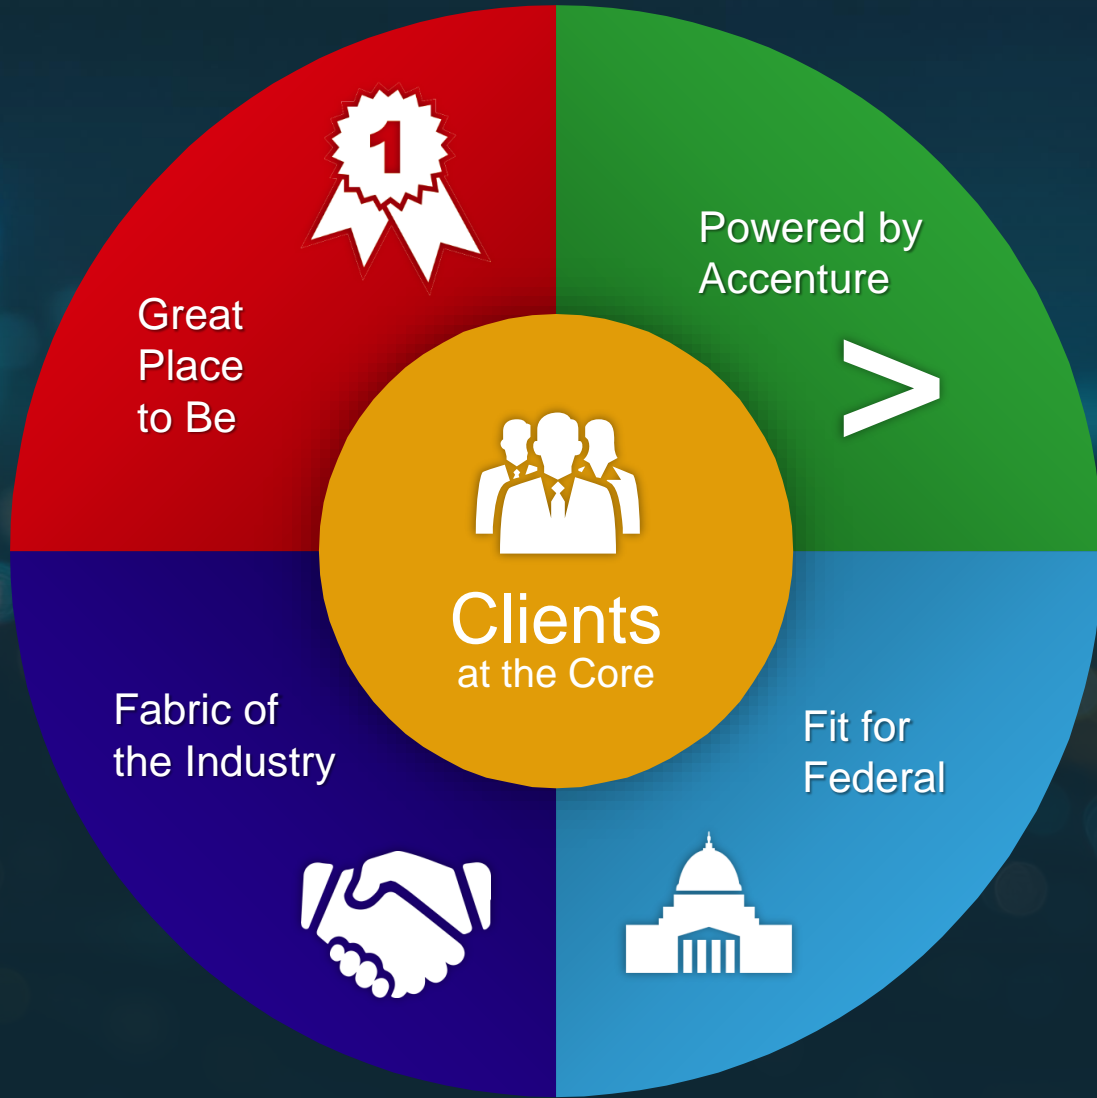 1
Great
Place
to Be
Powered by
Accenture
>
Clients
at the Core
Fabric of
the Industry
Fit for
Federal